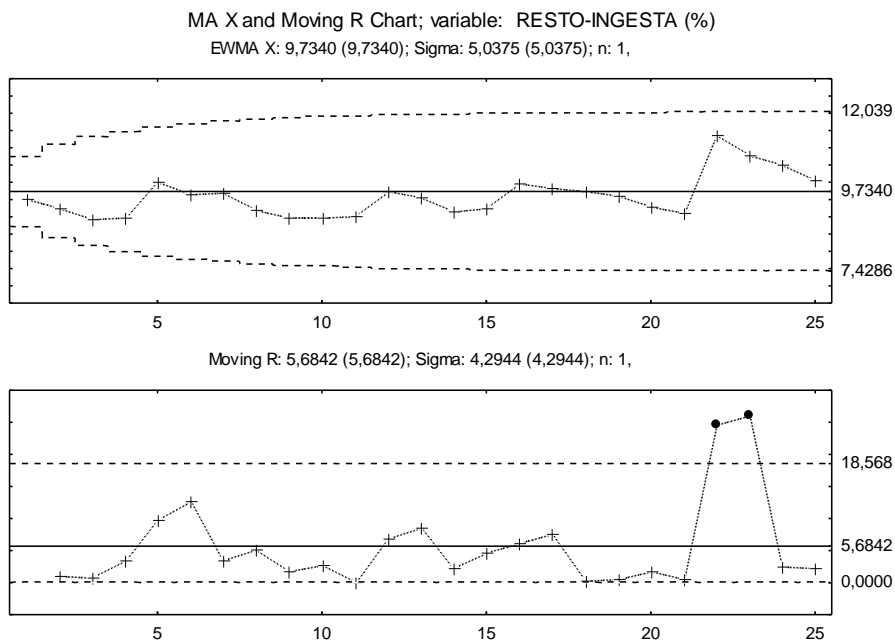 MA X and Moving R Chart; variable: RESTO-INGESTA (%)
EWMA X: 9,7340 (9,7340); Sigma: 5,0375 (5,0375); n: 1,
12,039
9,7340
7,4286
5 10 15 20 25
Moving R: 5,6842 (5,6842); Sigma: 4,2944 (4,2944); n: 1,
18,568
5,6842
0,0000
5 10 15 20 25